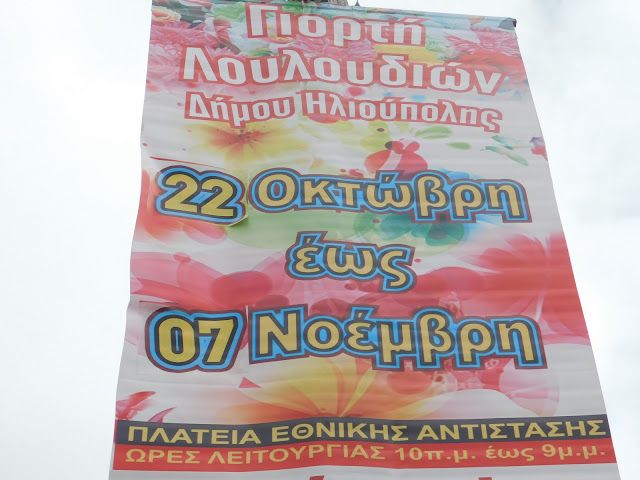 Γιορτή
Λουλουδιών
Δήμου Ηλιούπολης
22 Οκτώβρη
έως
07 Νοέμβρη
ΠΛΑΤΕΙΑ ΕΘΝΙΚΗΣ ΑΝΤΙΣΤΑΣΗΣ
ΩΡΕΣ ΛΕΙΤΟΥΡΓΙΑΣ 10π.μ. έως 9μ.μ.